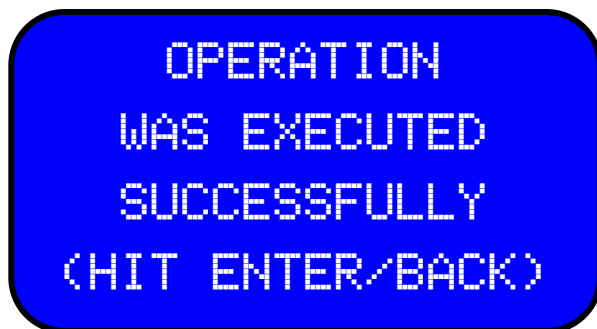 OPERATION
WAS EXECUTED
SUCCESSFULLY
(HIT ENTER/BACK)